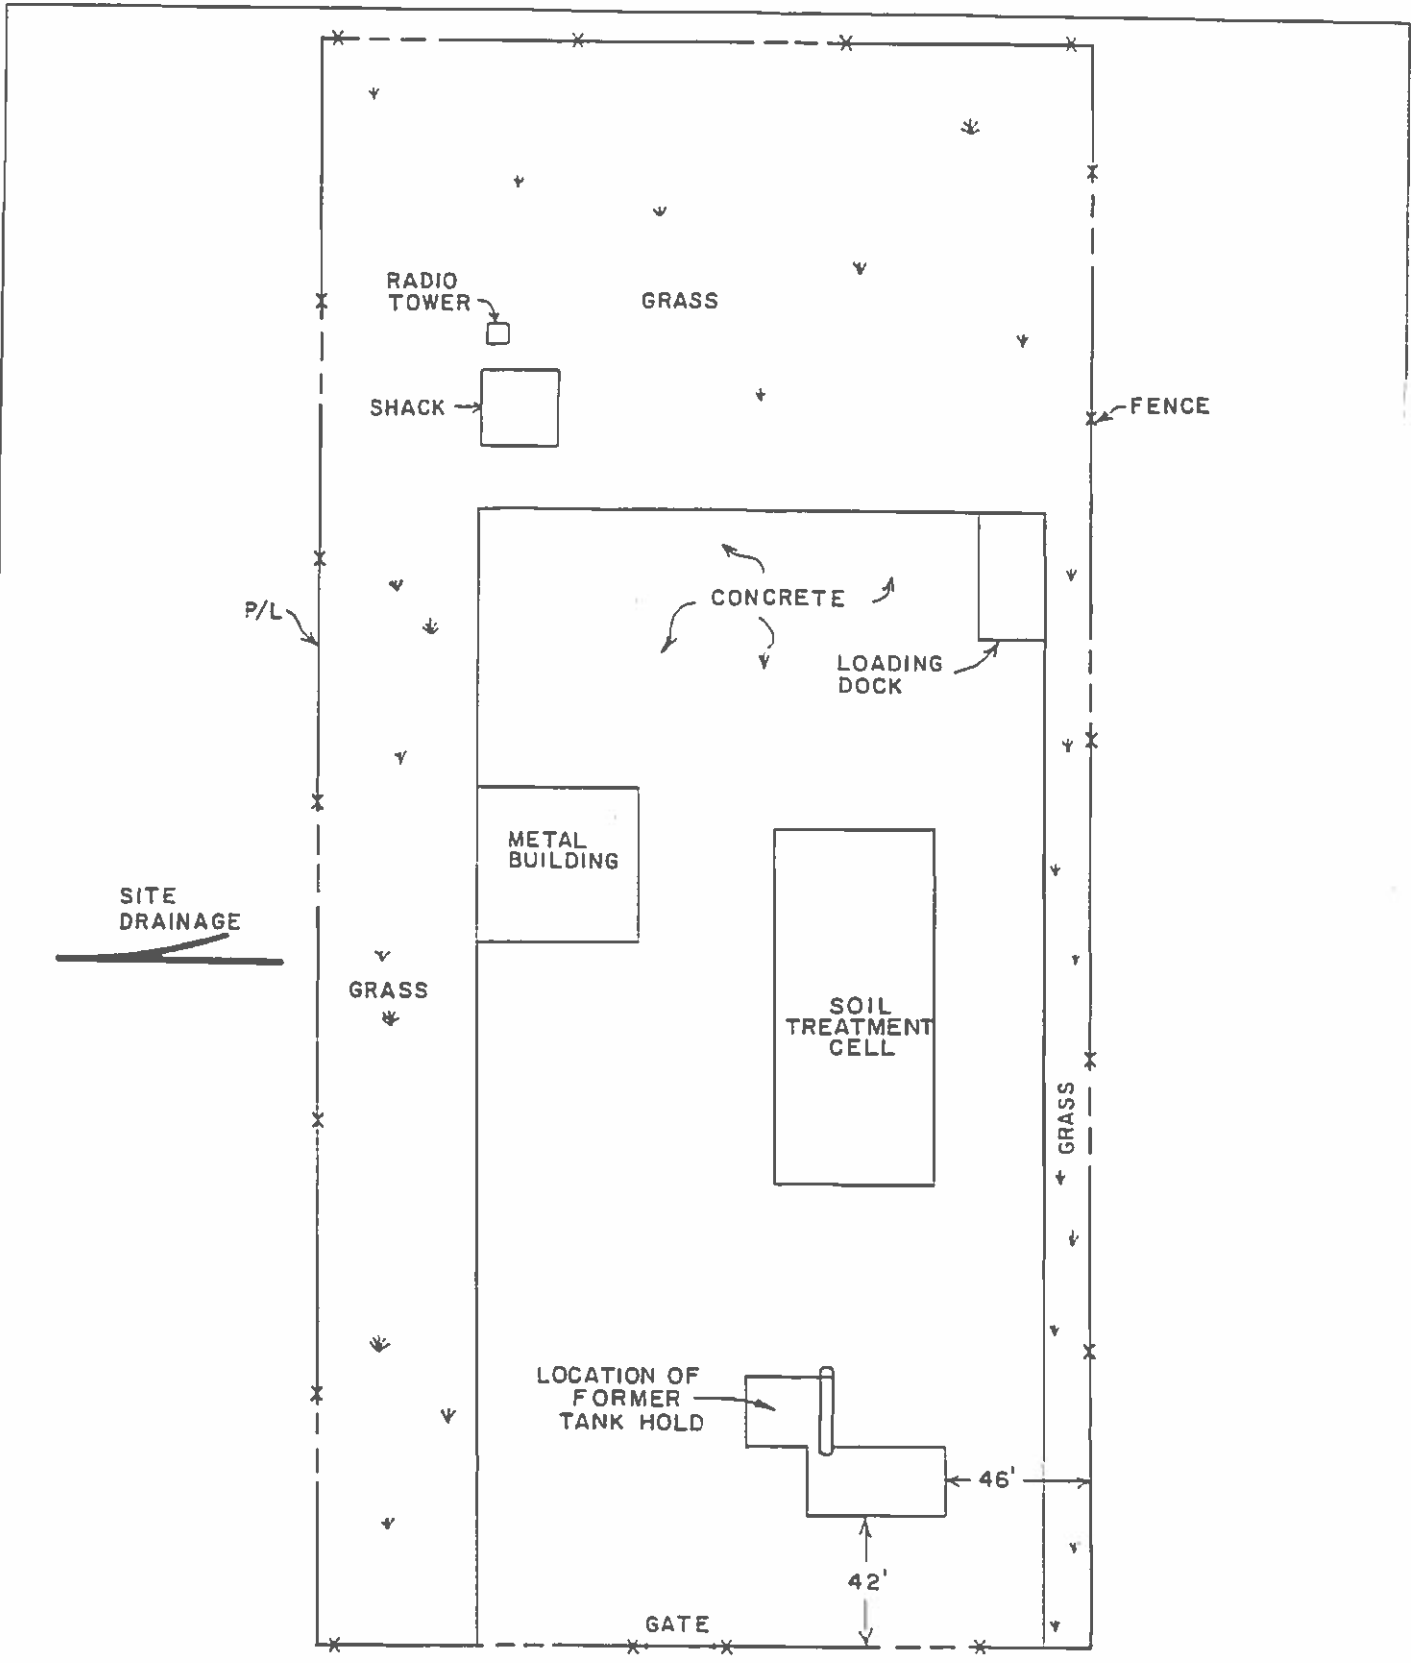 RADIO
TOWER
GRASS
SHACK
FENCE
CONCRETE
P/L
LOADING
DOCK
METAL
BUILDING
SITE
DRAINAGE
GRASS
SOIL
TREATMENT
CELL
GRASS
LOCATION OF
FORMER
TANK HOLD
46'
42'
GATE